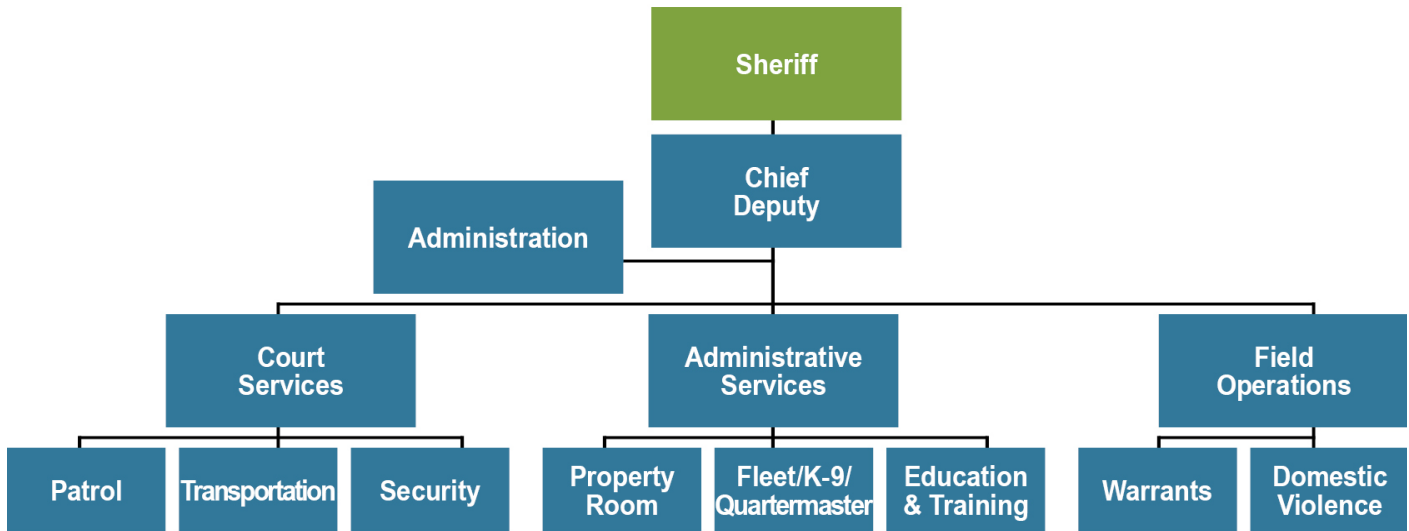 Sheriff
Chief
Deputy
Administration
Court
Services
Administrative
Services
Field
Operations
Patrol
Transportation
Security
Property
Room
Fleet/K-9/
Quartermaster
Education
& Training
Warrants
Domestic
Violence